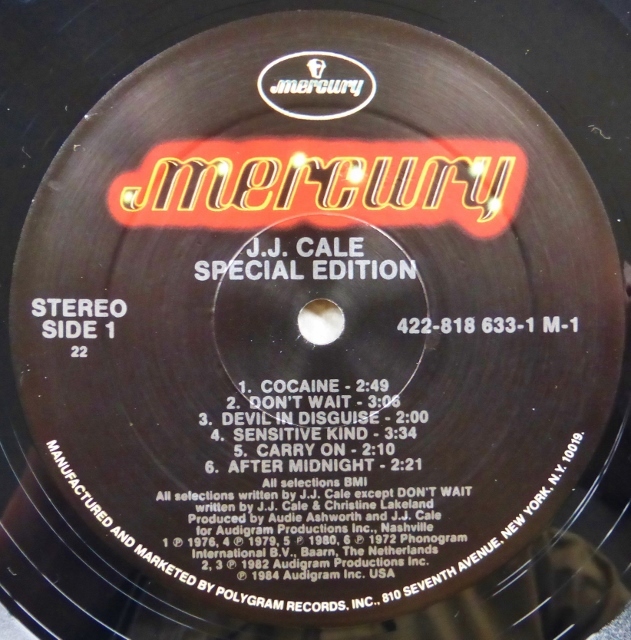 mercury
mercury
J.J. CALE
SPECIAL EDITION
STEREO
SIDE 1
22
422-818 633-1 M-1
1. COCAINE - 2:49
2. DON'T WAIT - 3:06
3. DEVIL IN DISGUISE - 2:00
4. SENSITIVE KIND - 3:34
5. CARRY ON - 2:10
6. AFTER MIDNIGHT - 2:21
All selections BMI
All selections written by J.J. Cale except DON'T WAIT
written by J.J. Cale & Christine Lakeland
Produced by Audie Ashworth and J.J. Cale
for Audigram Productions Inc., Nashville
1 ℗ 1976, 4 ℗ 1979, 5 ℗ 1980, 6 ℗ 1972 Phonogram
International B.V., Baarn, The Netherlands
2, 3 ℗ 1982 Audigram Productions Inc.
℗ 1984 Audigram Inc. USA
MANUFACTURED AND MARKETED BY POLYGRAM RECORDS, INC., 810 SEVENTH AVENUE, NEW YORK, N.Y. 10019.